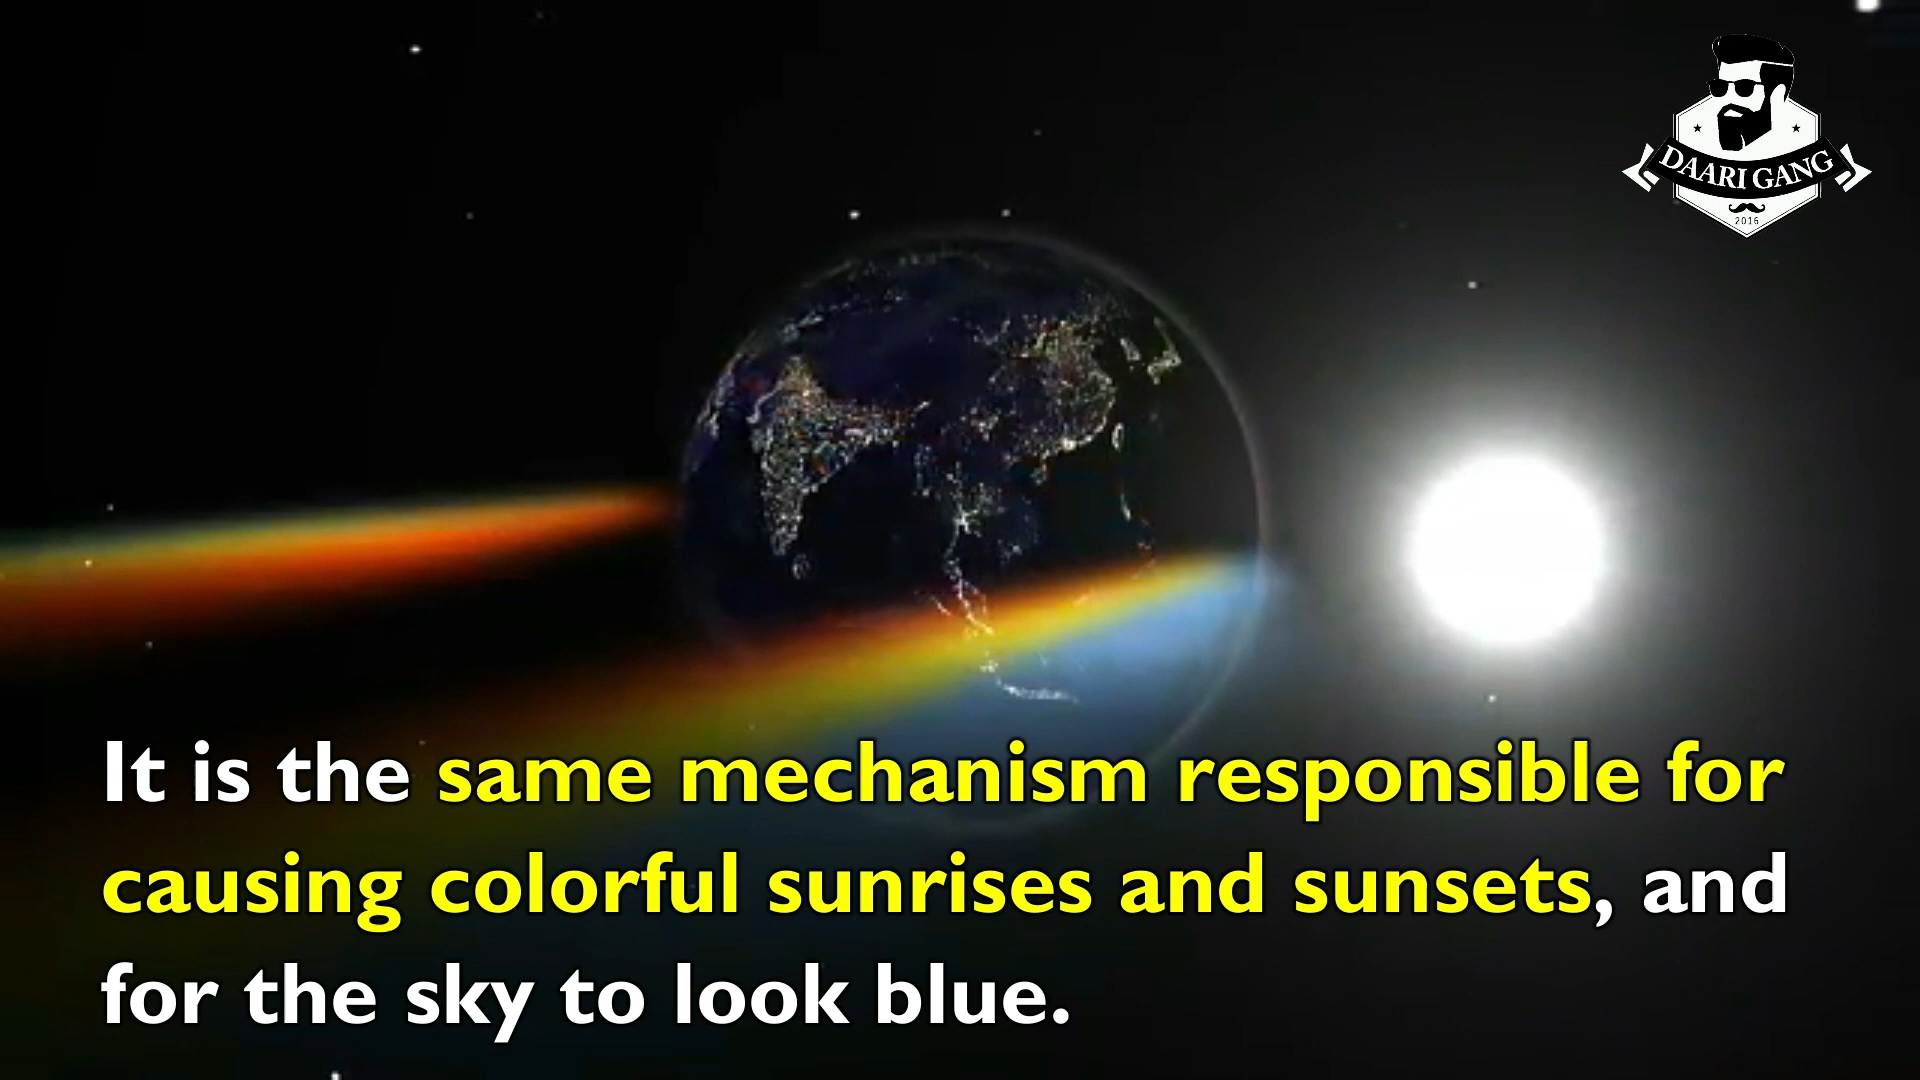 DAARI GANG
2016
It is the same mechanism responsible for
causing colorful sunrises and sunsets, and
for the sky to look blue.